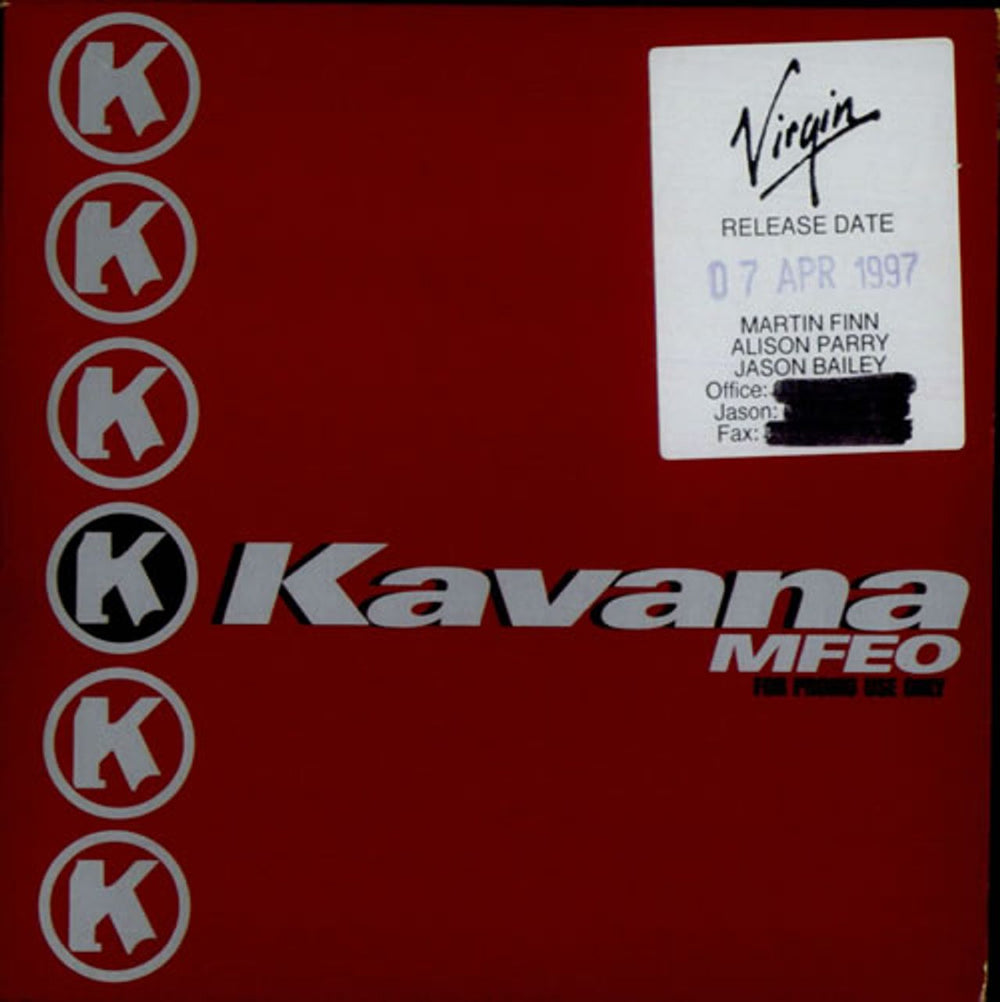 K
K
K
K
K
K
Virgin
RELEASE DATE
07 APR 1997
MARTIN FINN
ALISON PARRY
JASON BAILEY
Office:
Jason:
Fax:
Kavana
MFEO
FOR PROMO USE ONLY